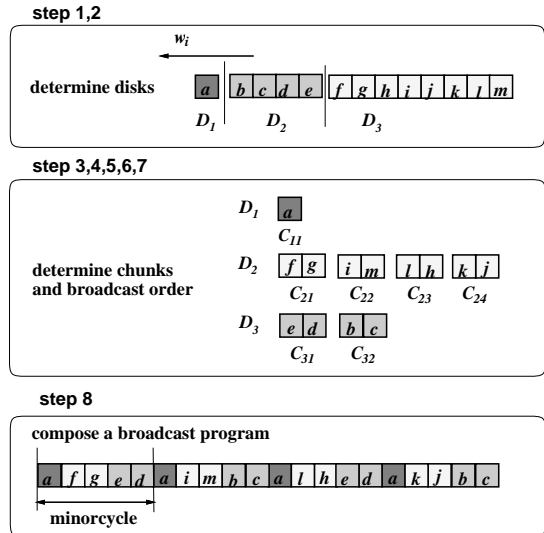 step 1,2
w_i
determine disks
a b c d e f g h i j k l m
D_1 D_2 D_3
step 3,4,5,6,7
D_1 a
C_11
determine chunks
and broadcast order
D_2 f g i m l h k j
C_21 C_22 C_23 C_24
D_3 e d b c
C_31 C_32
step 8
compose a broadcast program
a f g e d a i m b c a l h e d a k j b c
minorcycle